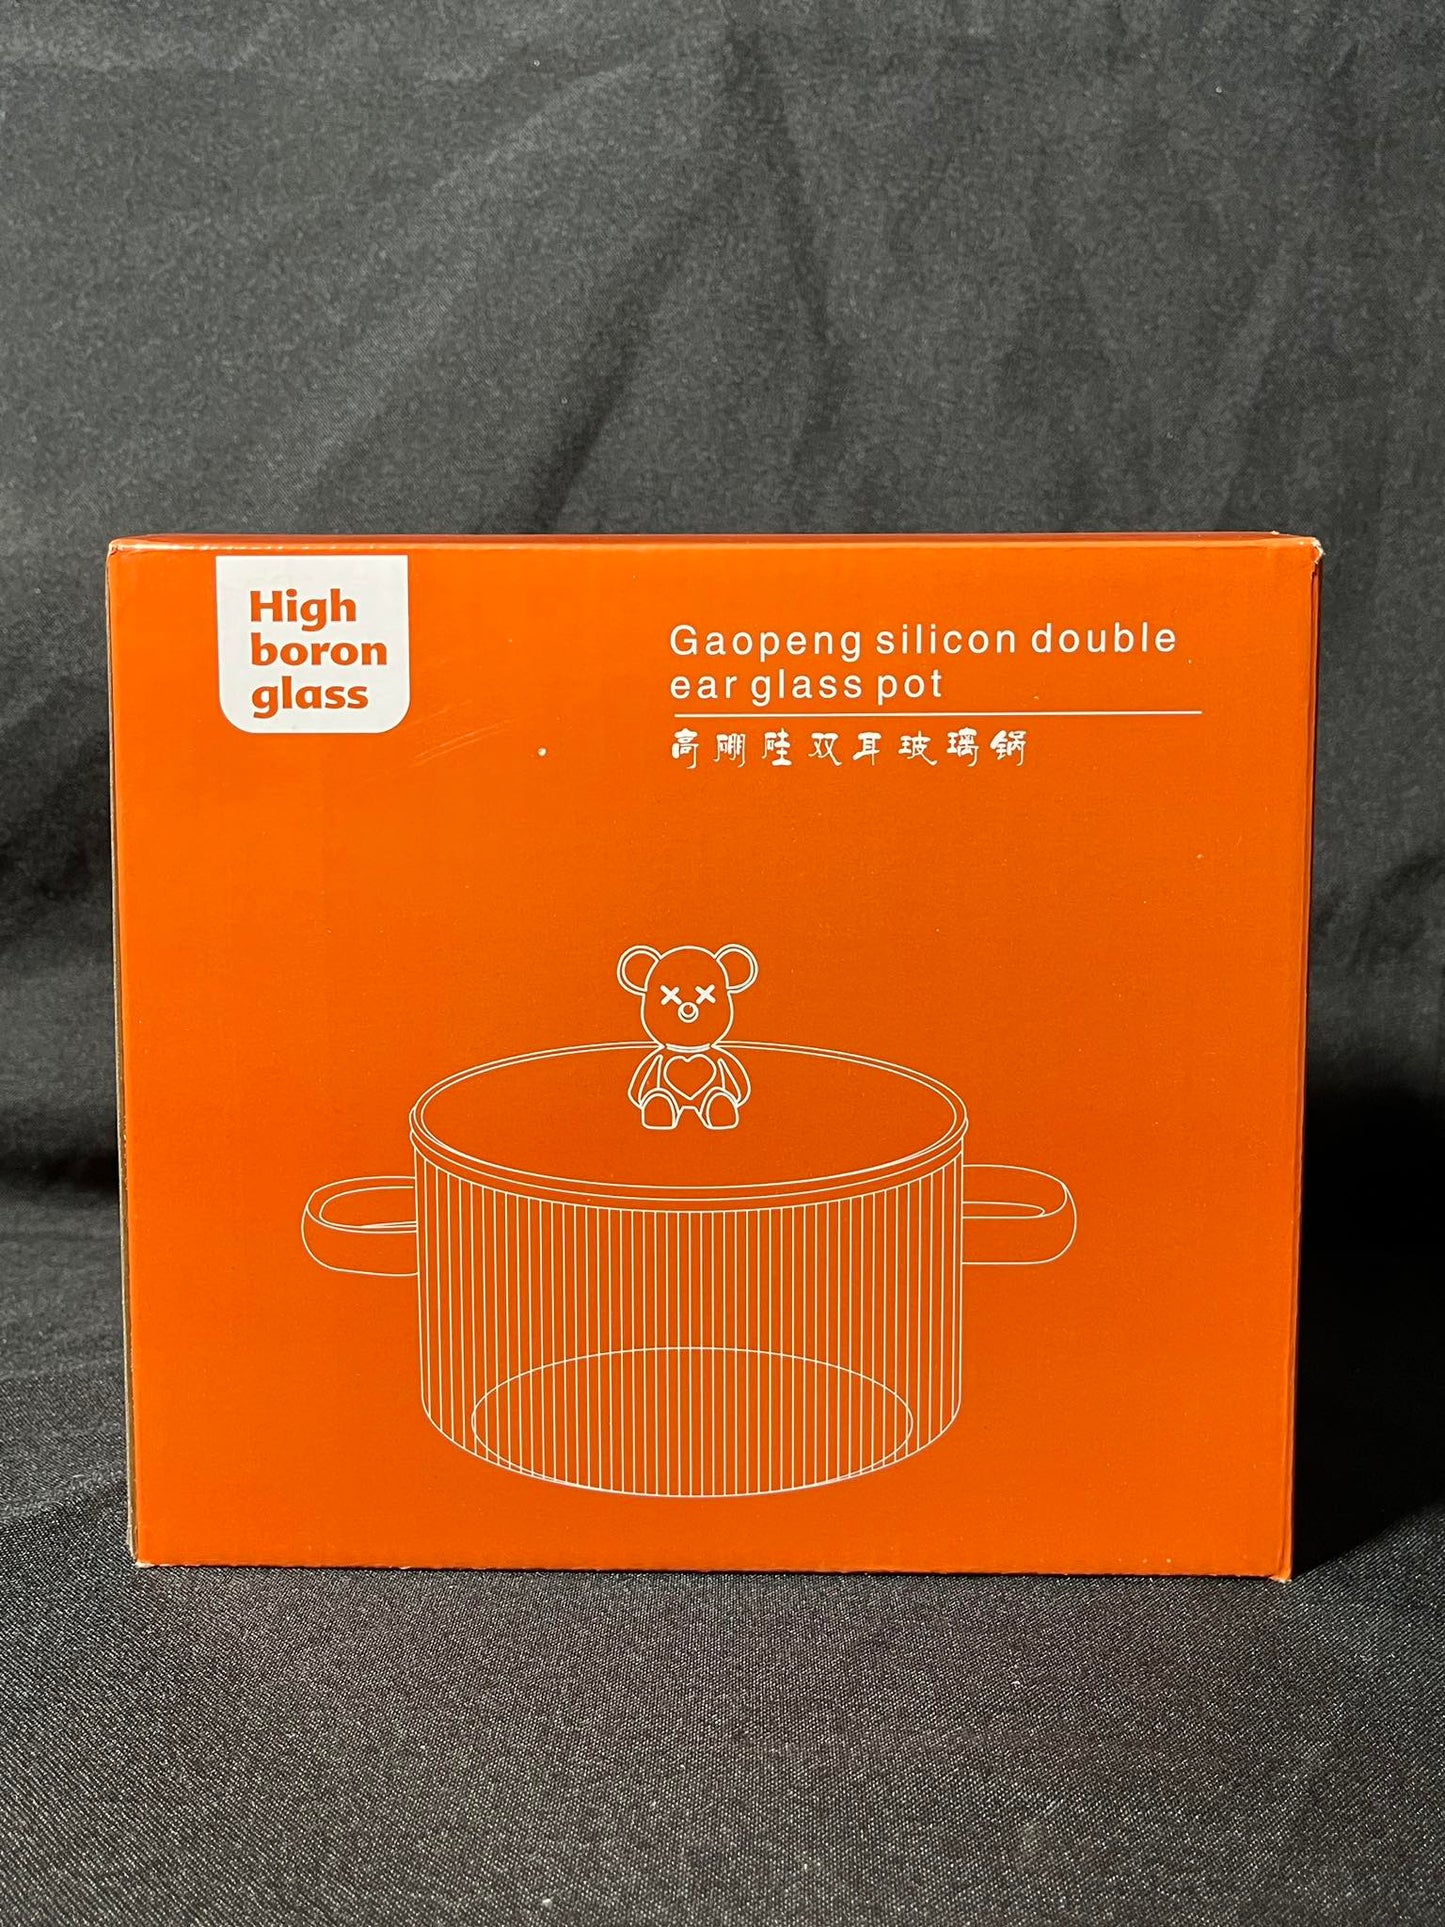 High
boron
glass
Gaopeng silicon double
ear glass pot
高硼硅双耳玻璃锅